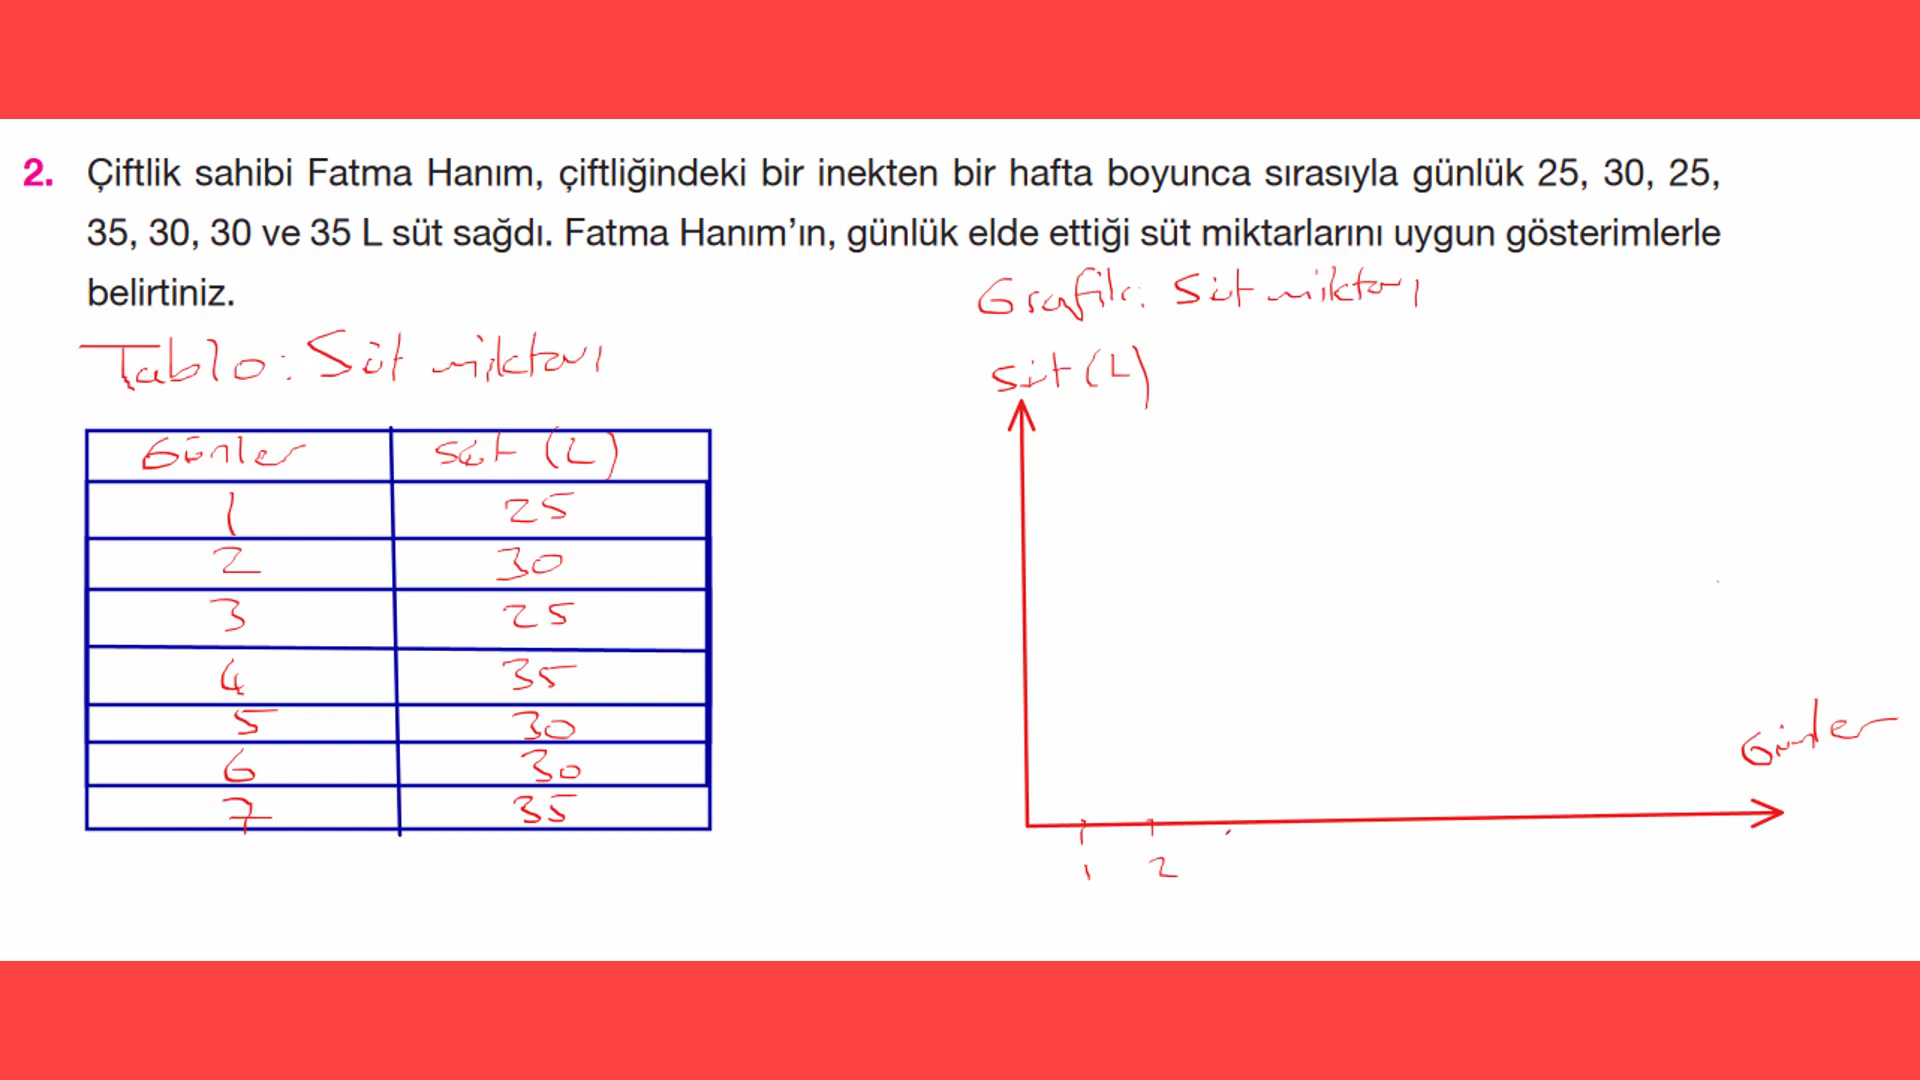 2. Çiftlik sahibi Fatma Hanım, çiftliğindeki bir inekten bir hafta boyunca sırasıyla günlük 25, 30, 25,
35, 30, 30 ve 35 L süt sağdı. Fatma Hanım’ın, günlük elde ettiği süt miktarlarını uygun gösterimlerle
belirtiniz.
Tablo: Süt miktarı
Günler süt (L)
1 25
2 30
3 25
4 35
5 30
6 30
7 35
Grafik: Süt miktarı
Süt (L)
Günler
1 2